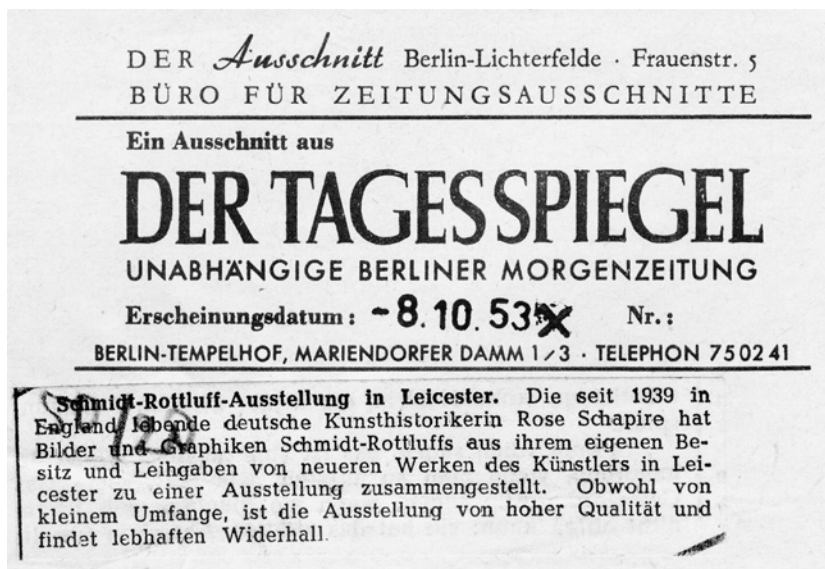 DER Ausschnitt Berlin-Lichterfelde · Frauenstr. 5
BÜRO FÜR ZEITUNGSAUSSCHNITTE
Ein Ausschnitt aus
DER TAGESSPIEGEL
UNABHÄNGIGE BERLINER MORGENZEITUNG
Erscheinungsdatum: -8.10.53 Nr.:
BERLIN-TEMPELHOF, MARIENDORFER DAMM 1/3 · TELEPHON 75 02 41
Schmidt-Rottluff-Ausstellung in Leicester. Die seit 1939 in
England lebende deutsche Kunsthistorikerin Rose Schapire hat
Bilder und Graphiken Schmidt-Rottluffs aus ihrem eigenen Be-
sitz und Leihgaben von neueren Werken des Künstlers in Lei-
cester zu einer Ausstellung zusammengestellt. Obwohl von
kleinem Umfange, ist die Ausstellung von hoher Qualität und
findet lebhaften Widerhall.